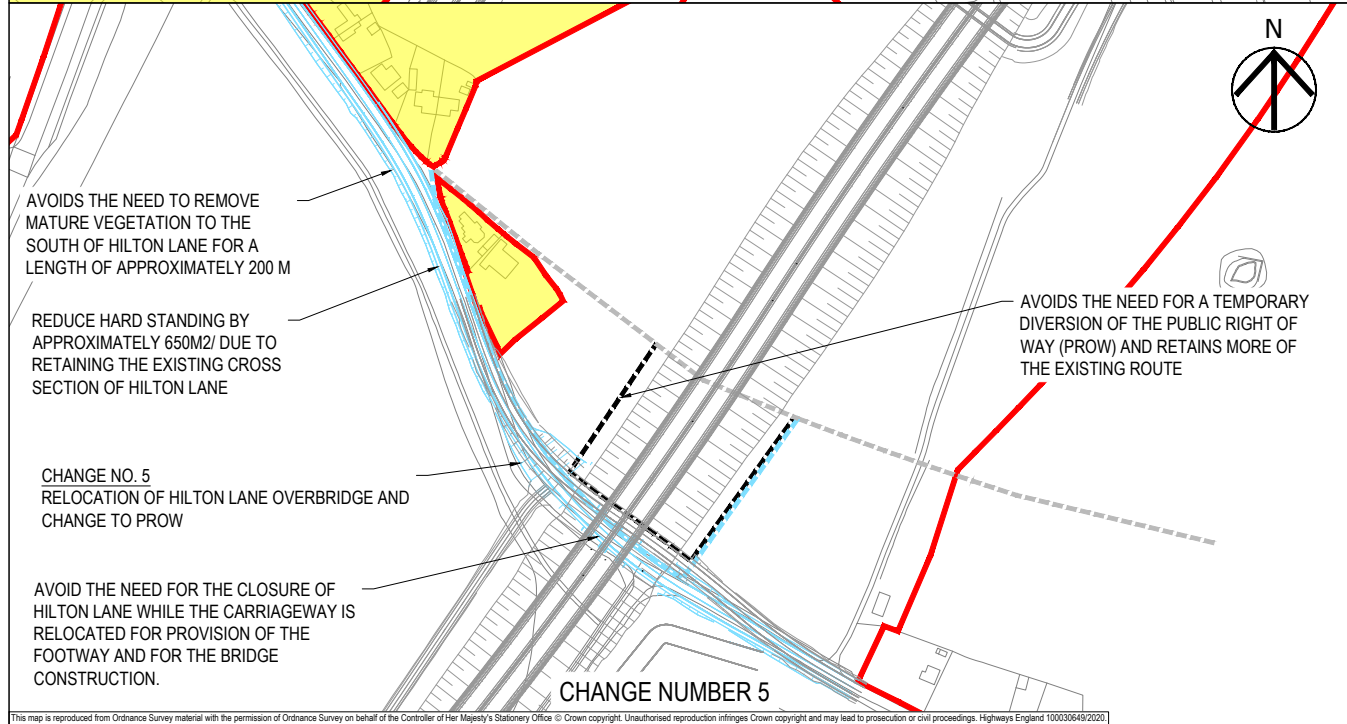 N
AVOIDS THE NEED TO REMOVE
MATURE VEGETATION TO THE
SOUTH OF HILTON LANE FOR A
LENGTH OF APPROXIMATELY 200 M
REDUCE HARD STANDING BY
APPROXIMATELY 650M2/ DUE TO
RETAINING THE EXISTING CROSS
SECTION OF HILTON LANE
AVOIDS THE NEED FOR A TEMPORARY
DIVERSION OF THE PUBLIC RIGHT OF
WAY (PROW) AND RETAINS MORE OF
THE EXISTING ROUTE
CHANGE NO. 5
RELOCATION OF HILTON LANE OVERBRIDGE AND
CHANGE TO PROW
AVOID THE NEED FOR THE CLOSURE OF
HILTON LANE WHILE THE CARRIAGEWAY IS
RELOCATED FOR PROVISION OF THE
FOOTWAY AND FOR THE BRIDGE
CONSTRUCTION.
CHANGE NUMBER 5
This map is reproduced from Ordnance Survey material with the permission of Ordnance Survey on behalf of the Controller of Her Majesty's Stationery Office © Crown copyright. Unauthorised reproduction infringes Crown copyright and may lead to prosecution or civil proceedings. Highways England 100030649/2020.